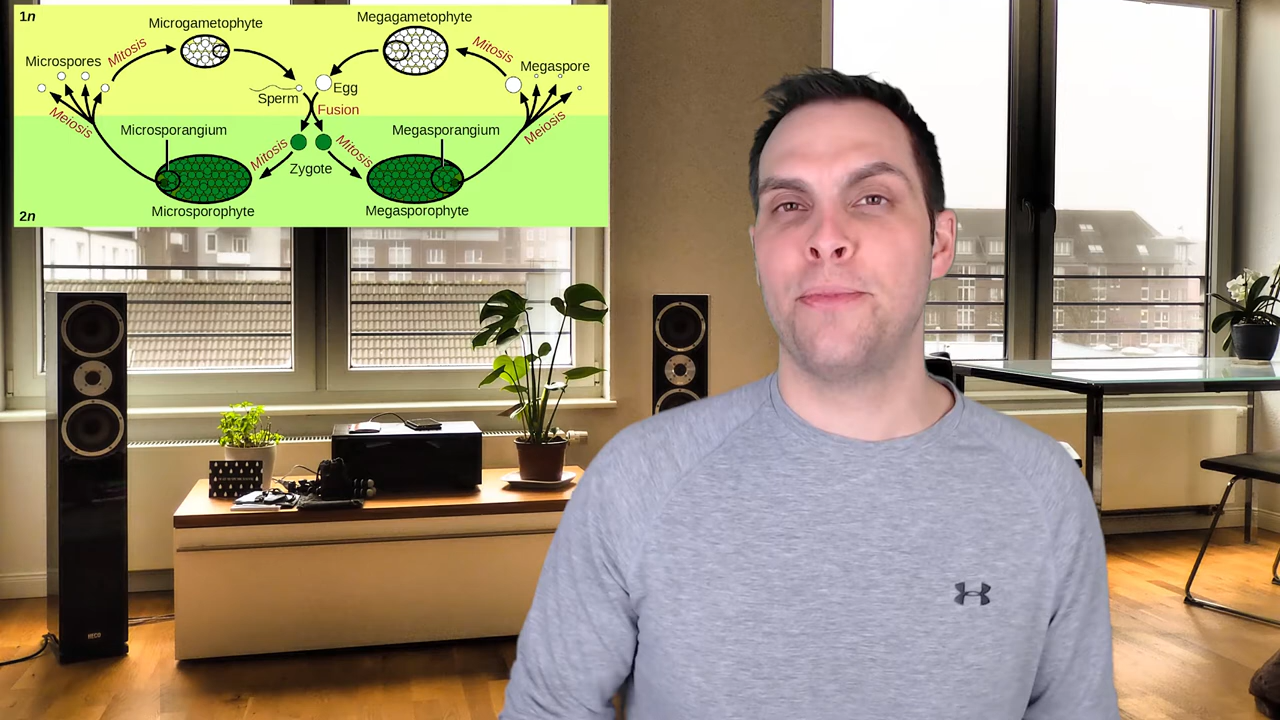 1n
Microgametophyte
Megagametophyte
Mitosis
Mitosis
Microspores
Megaspore
Sperm
Egg
Fusion
Meiosis
Meiosis
Microsporangium
Megasporangium
Mitosis
Mitosis
Zygote
2n
Microsporophyte
Megasporophyte
HECO